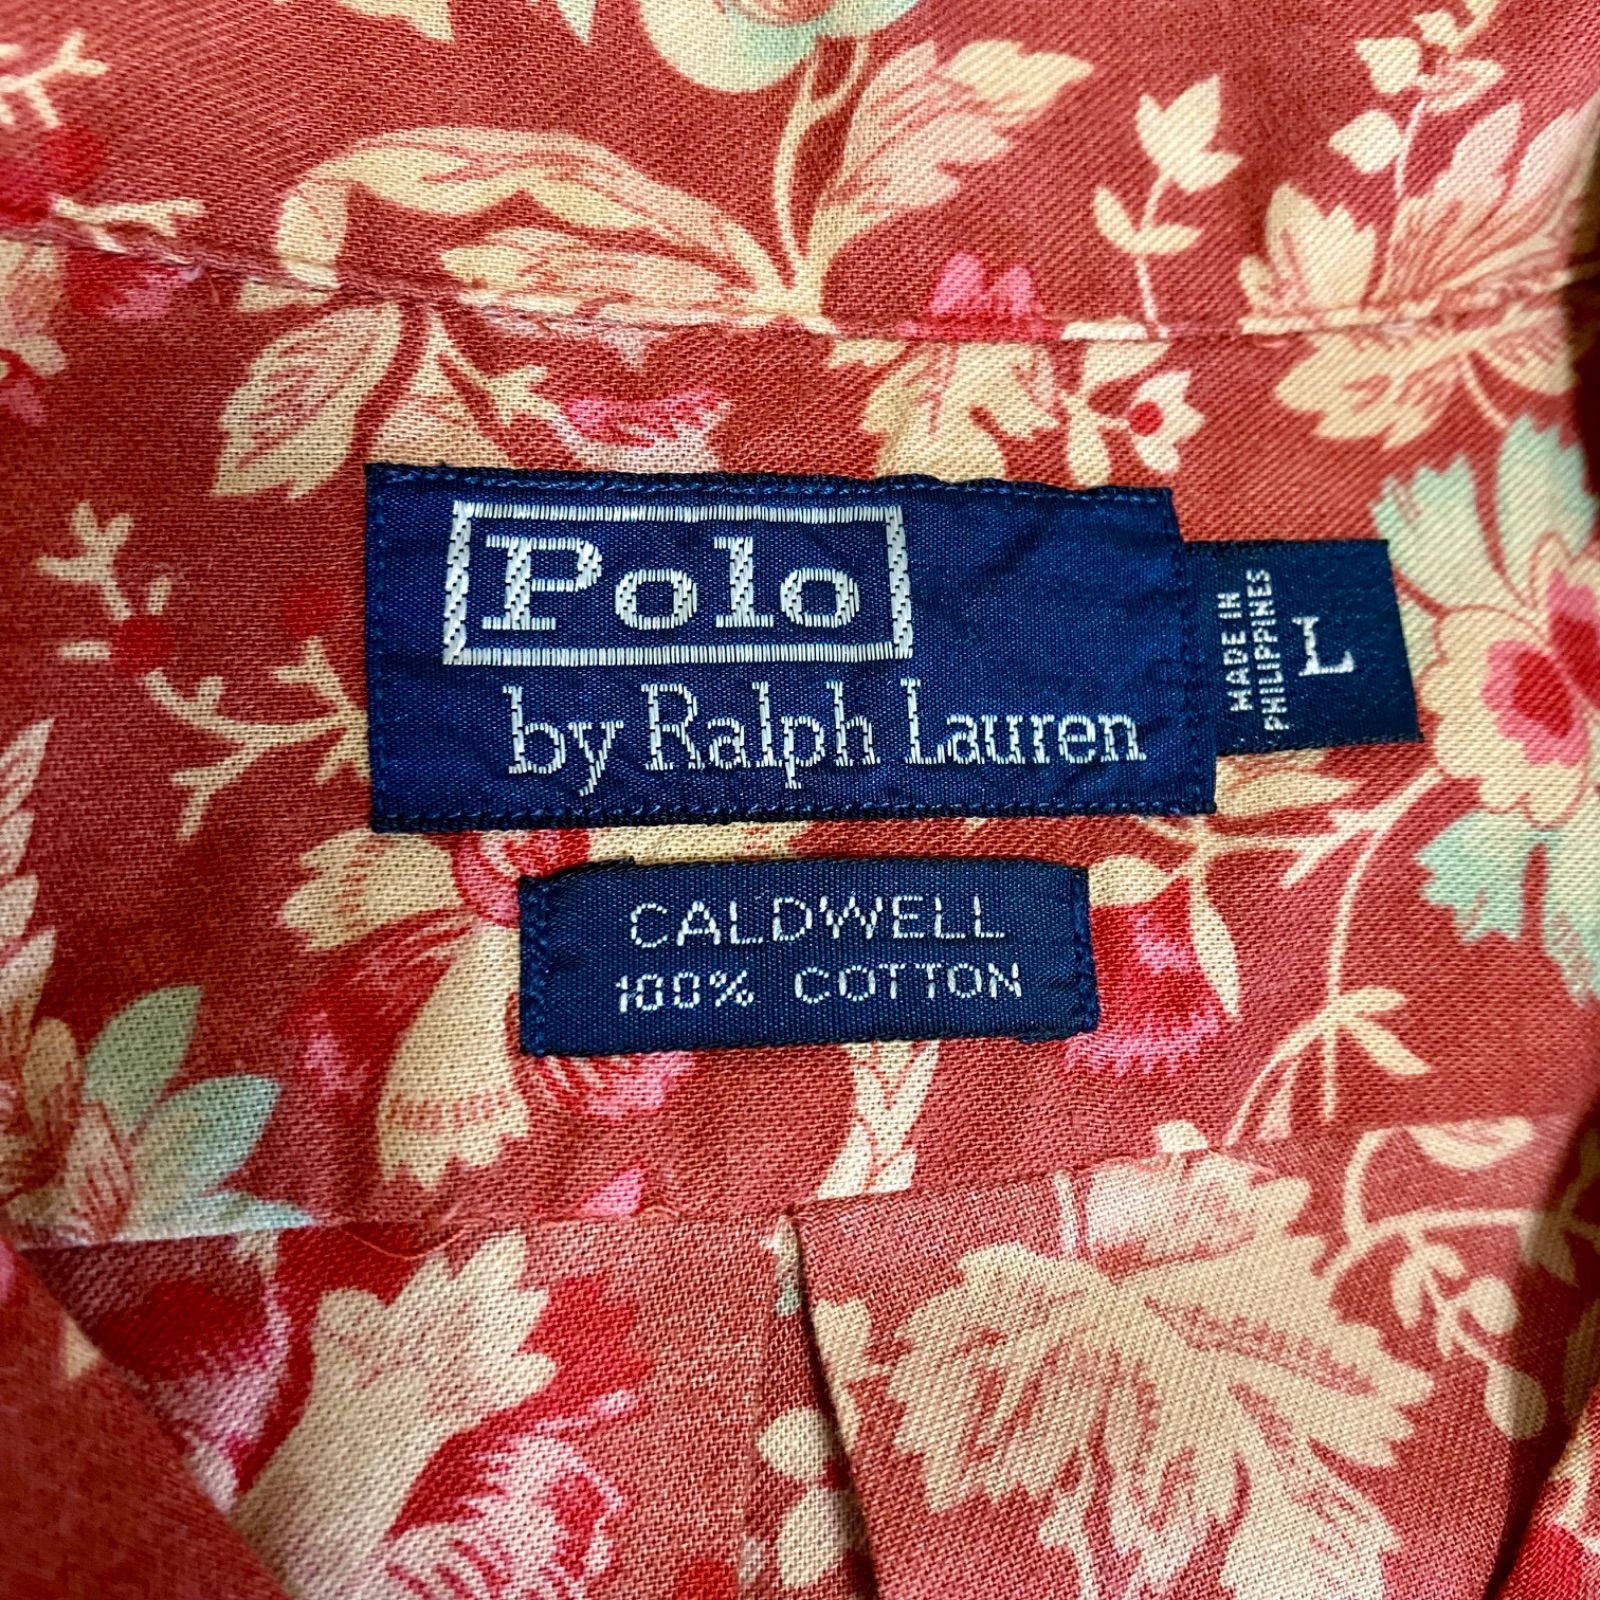 Polo
by Ralph Lauren
MADE IN
PHILIPPINES
L
CALDWELL
100% COTTON